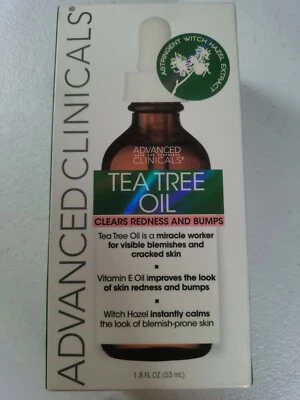 ADVANCED CLINICALS®
ASTRINGENT WITCH HAZEL EXTRACT
ADVANCED
CLINICALS®
TEA TREE
OIL
CLEARS REDNESS AND BUMPS
Tea Tree Oil is a miracle worker
for visible blemishes and
cracked skin
Vitamin E Oil improves the look
of skin redness and bumps
Witch Hazel instantly calms
the look of blemish-prone skin
1.8 FL OZ (53 mL)